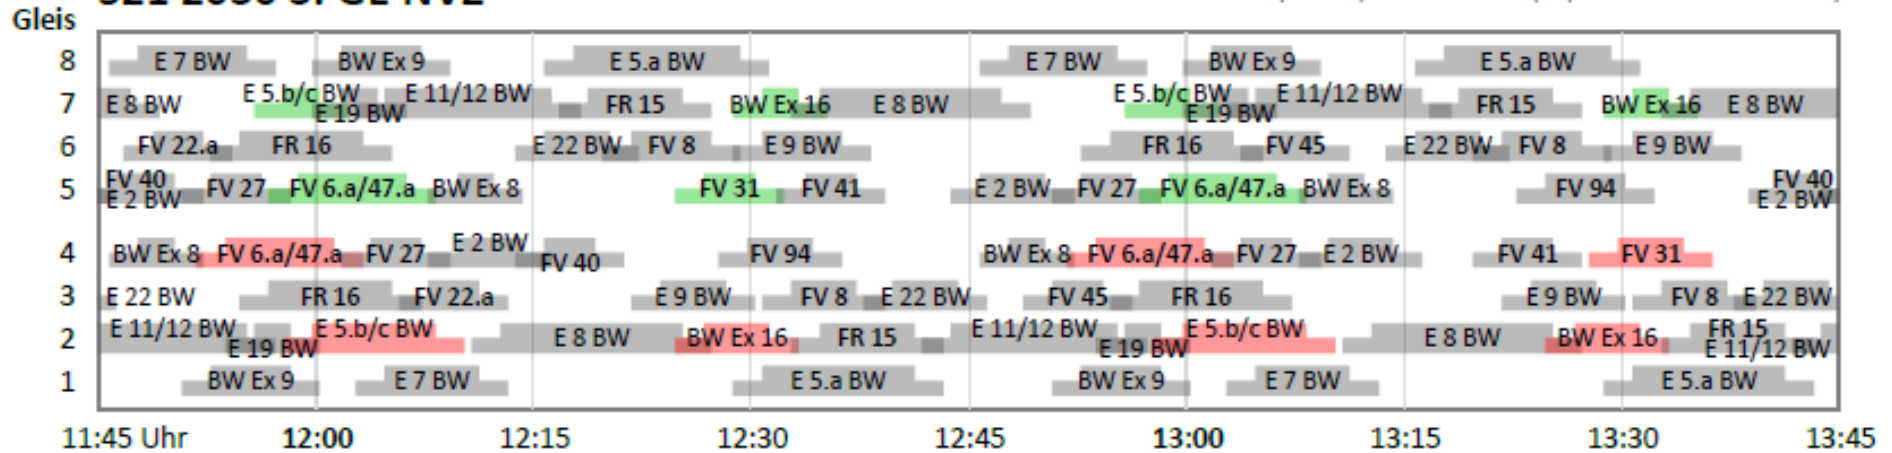 Gleis
8 E 7 BW BW Ex 9 E 5.a BW E 7 BW BW Ex 9 E 5.a BW
7 E 8 BW E 5.b/c BW E 19 BW E 11/12 BW FR 15 BW Ex 16 E 8 BW E 5.b/c BW E 19 BW E 11/12 BW FR 15 BW Ex 16 E 8 BW
6 FV 22.a FR 16 E 22 BW FV 8 E 9 BW FR 16 FV 45 E 22 BW FV 8 E 9 BW
5 FV 40 E 2 BW FV 27 FV 6.a/47.a BW Ex 8 FV 31 FV 41 E 2 BW FV 27 FV 6.a/47.a BW Ex 8 FV 94 FV 40 E 2 BW
4 BW Ex 8 FV 6.a/47.a FV 27 E 2 BW FV 40 FV 94 BW Ex 8 FV 6.a/47.a FV 27 E 2 BW FV 41 FV 31
3 E 22 BW FR 16 FV 22.a E 9 BW FV 8 E 22 BW FV 45 FR 16 E 9 BW FV 8 E 22 BW
2 E 11/12 BW E 19 BW E 5.b/c BW E 8 BW BW Ex 16 FR 15 E 11/12 BW E 19 BW E 5.b/c BW E 8 BW BW Ex 16 FR 15 E 11/12 BW
1 BW Ex 9 E 7 BW E 5.a BW BW Ex 9 E 7 BW E 5.a BW
11:45 Uhr 12:00 12:15 12:30 12:45 13:00 13:15 13:30 13:45